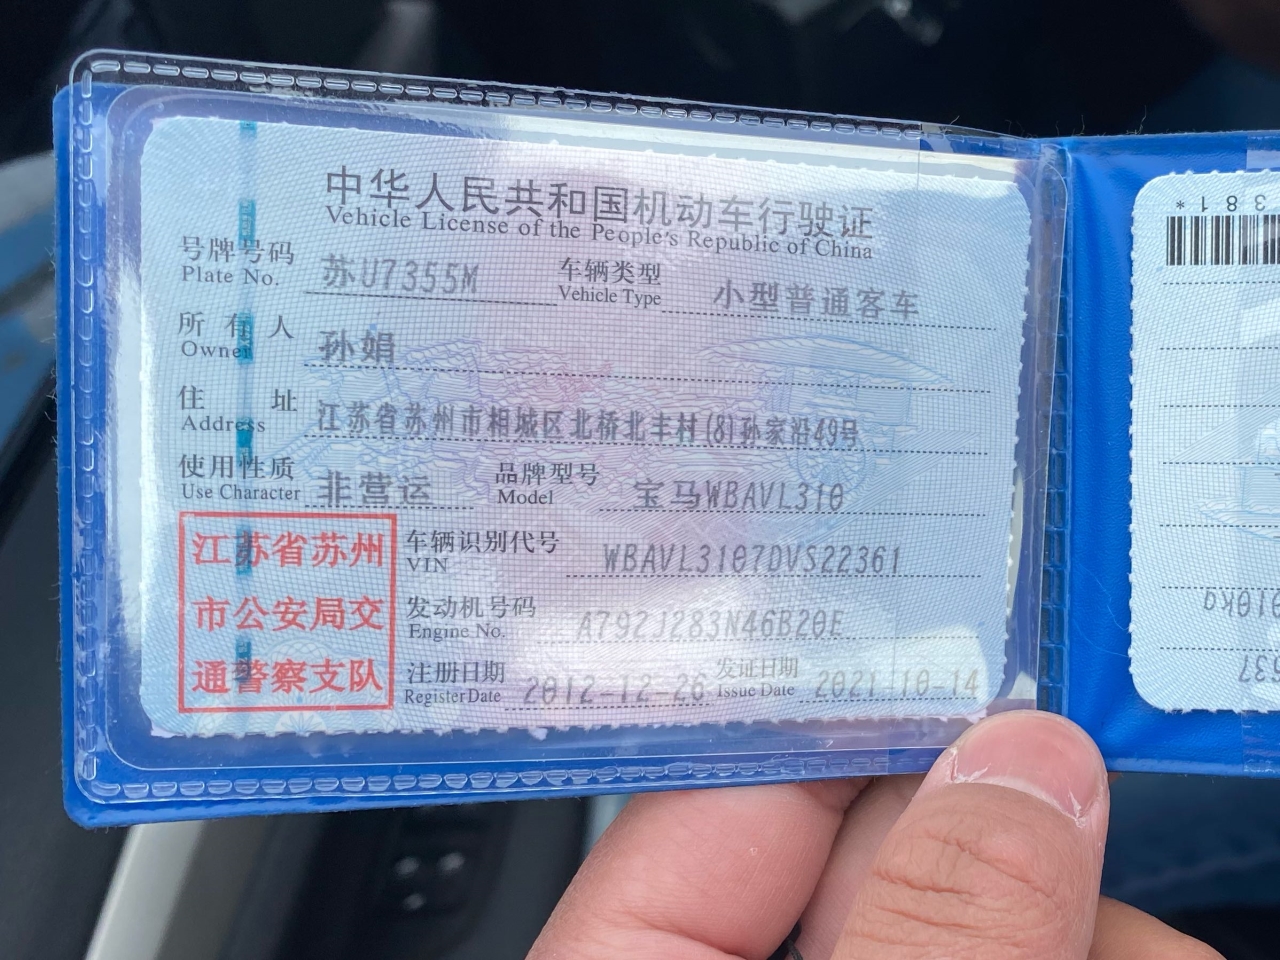 中华人民共和国机动车行驶证
Vehicle License of the People's Republic of China
号牌号码 苏U7355M 车辆类型 小型普通客车
Plate No. Vehicle Type
所有人 孙娟
Owner
住址 江苏省苏州市相城区北桥北丰村(8)孙家沿49号
Address
使用性质 非营运 品牌型号 宝马WBAVL310
Use Character Model
江苏省苏州
市公安局交
通警察支队
车辆识别代号 WBAVL3107DVS22361
VIN
发动机号码 A792J283N46B20E
Engine No.
注册日期 2012-12-26 发证日期 2021-10-14
Register Date Issue Date
381*
010kg
337